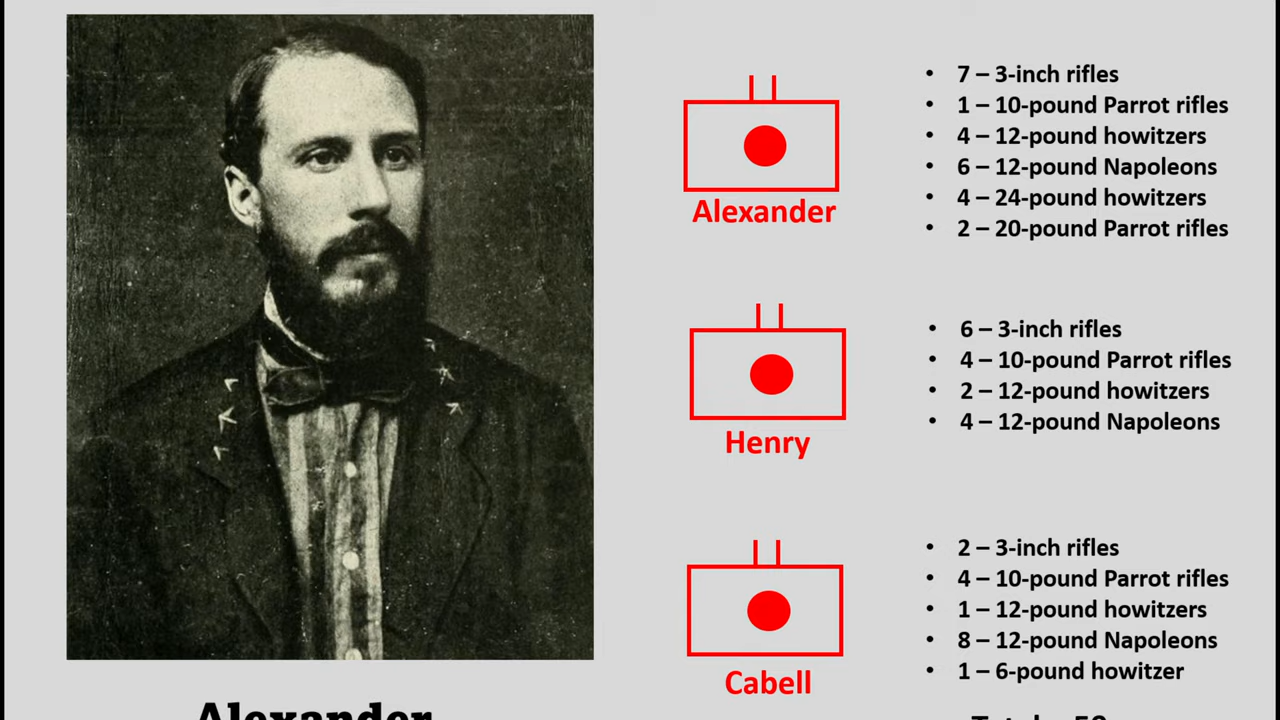 7 – 3-inch rifles
1 – 10-pound Parrot rifles
4 – 12-pound howitzers
6 – 12-pound Napoleons
4 – 24-pound howitzers
2 – 20-pound Parrot rifles
Alexander
6 – 3-inch rifles
4 – 10-pound Parrot rifles
2 – 12-pound howitzers
4 – 12-pound Napoleons
Henry
2 – 3-inch rifles
4 – 10-pound Parrot rifles
1 – 12-pound howitzers
8 – 12-pound Napoleons
1 – 6-pound howitzer
Cabell
Alexander